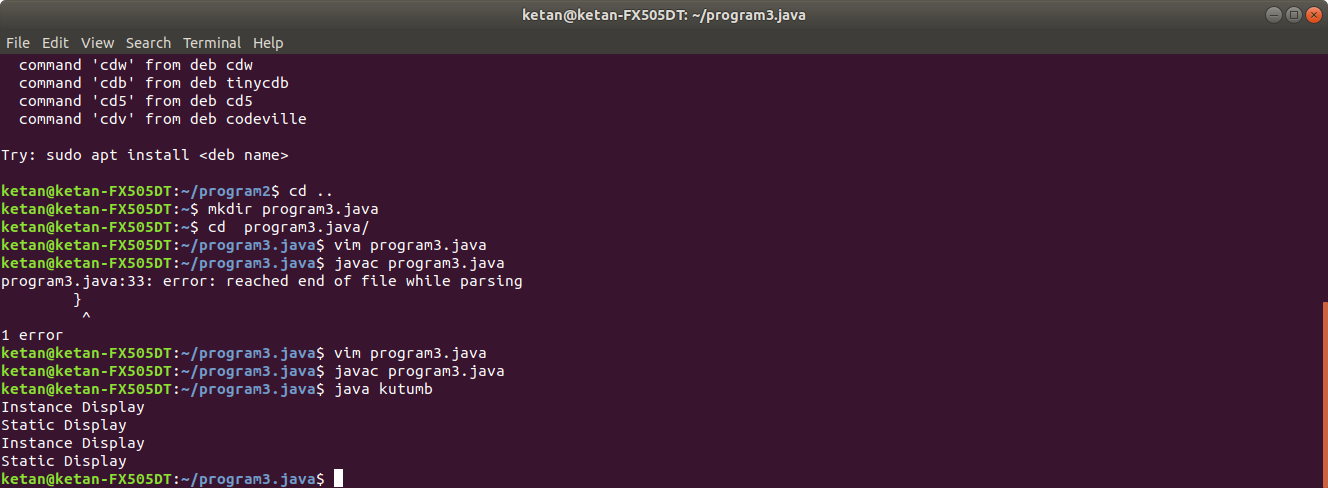 ketan@ketan-FX505DT: ~/program3.java
File Edit View Search Terminal Help
  command 'cdw' from deb cdw
  command 'cdb' from deb tinycdb
  command 'cd5' from deb cd5
  command 'cdv' from deb codeville

Try: sudo apt install <deb name>

ketan@ketan-FX505DT:~/program2$ cd ..
ketan@ketan-FX505DT:~$ mkdir program3.java
ketan@ketan-FX505DT:~$ cd  program3.java/
ketan@ketan-FX505DT:~/program3.java$ vim program3.java
ketan@ketan-FX505DT:~/program3.java$ javac program3.java
program3.java:33: error: reached end of file while parsing
        }
         ^
1 error
ketan@ketan-FX505DT:~/program3.java$ vim program3.java
ketan@ketan-FX505DT:~/program3.java$ javac program3.java
ketan@ketan-FX505DT:~/program3.java$ java kutumb
Instance Display
Static Display
Instance Display
Static Display
ketan@ketan-FX505DT:~/program3.java$